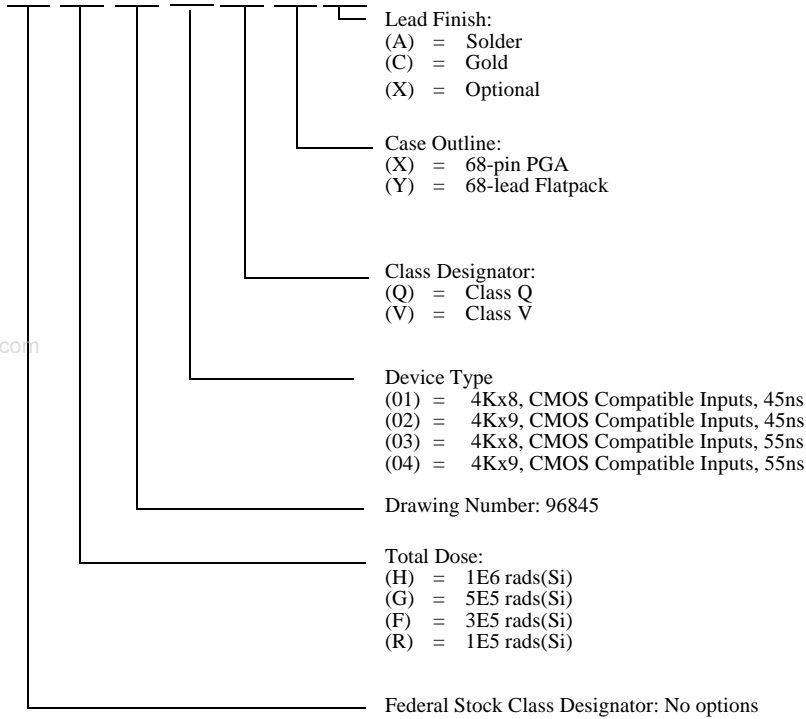 Lead Finish:
(A) = Solder
(C) = Gold
(X) = Optional
Case Outline:
(X) = 68-pin PGA
(Y) = 68-lead Flatpack
Class Designator:
(Q) = Class Q
(V) = Class V
com
Device Type
(01) = 4Kx8, CMOS Compatible Inputs, 45ns
(02) = 4Kx9, CMOS Compatible Inputs, 45ns
(03) = 4Kx8, CMOS Compatible Inputs, 55ns
(04) = 4Kx9, CMOS Compatible Inputs, 55ns
Drawing Number: 96845
Total Dose:
(H) = 1E6 rads(Si)
(G) = 5E5 rads(Si)
(F) = 3E5 rads(Si)
(R) = 1E5 rads(Si)
Federal Stock Class Designator: No options